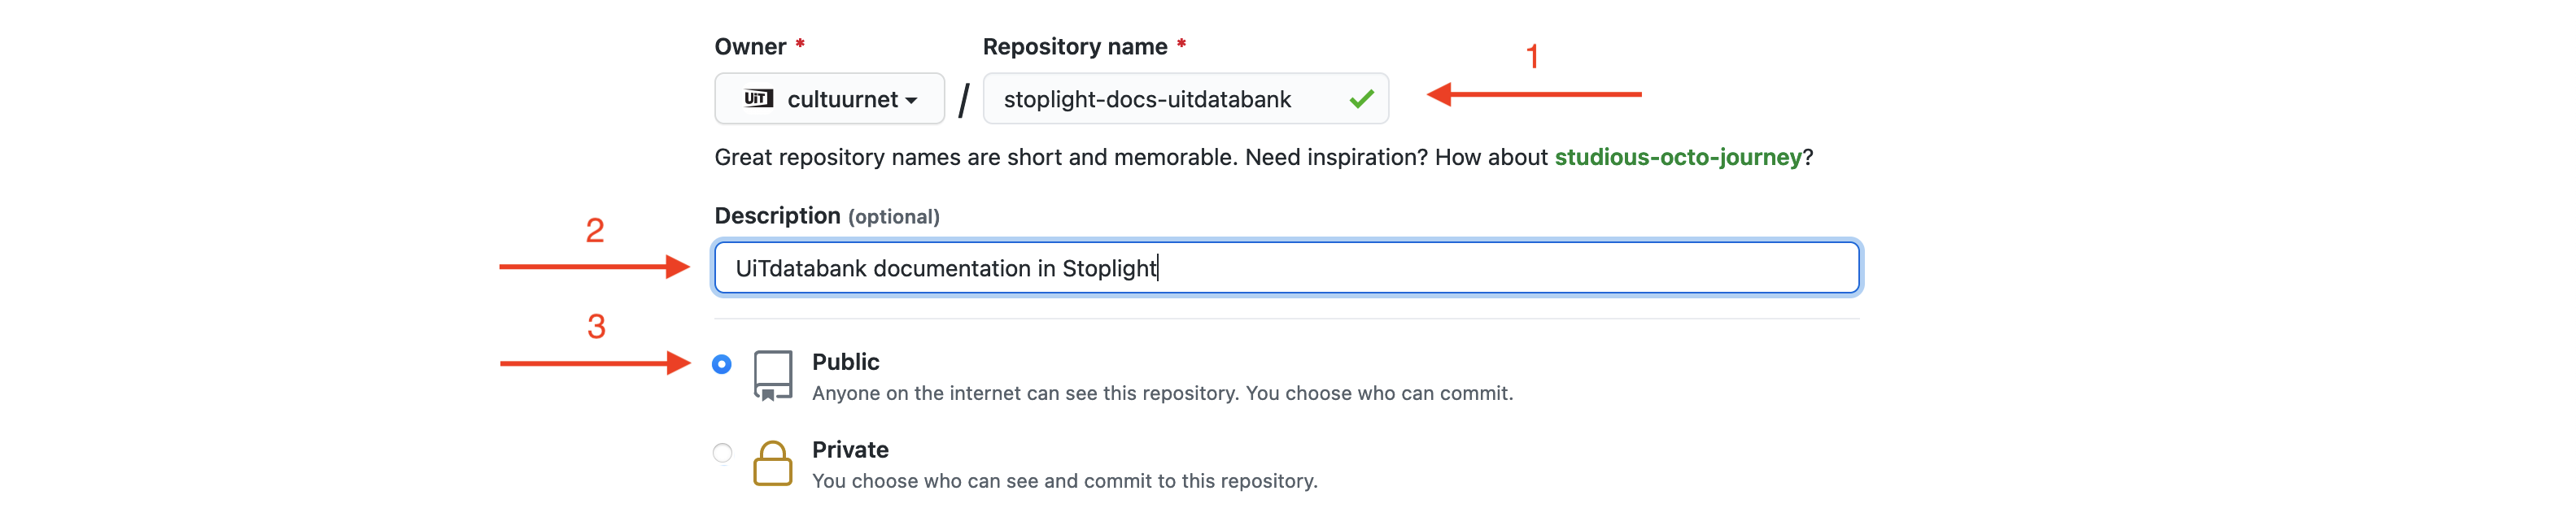 Owner * Repository name * 1
UiT cultuurnet / stoplight-docs-uitdatabank
Great repository names are short and memorable. Need inspiration? How about studious-octo-journey?
Description (optional)
2
UiTdatabank documentation in Stoplight
3
Public
Anyone on the internet can see this repository. You choose who can commit.
Private
You choose who can see and commit to this repository.